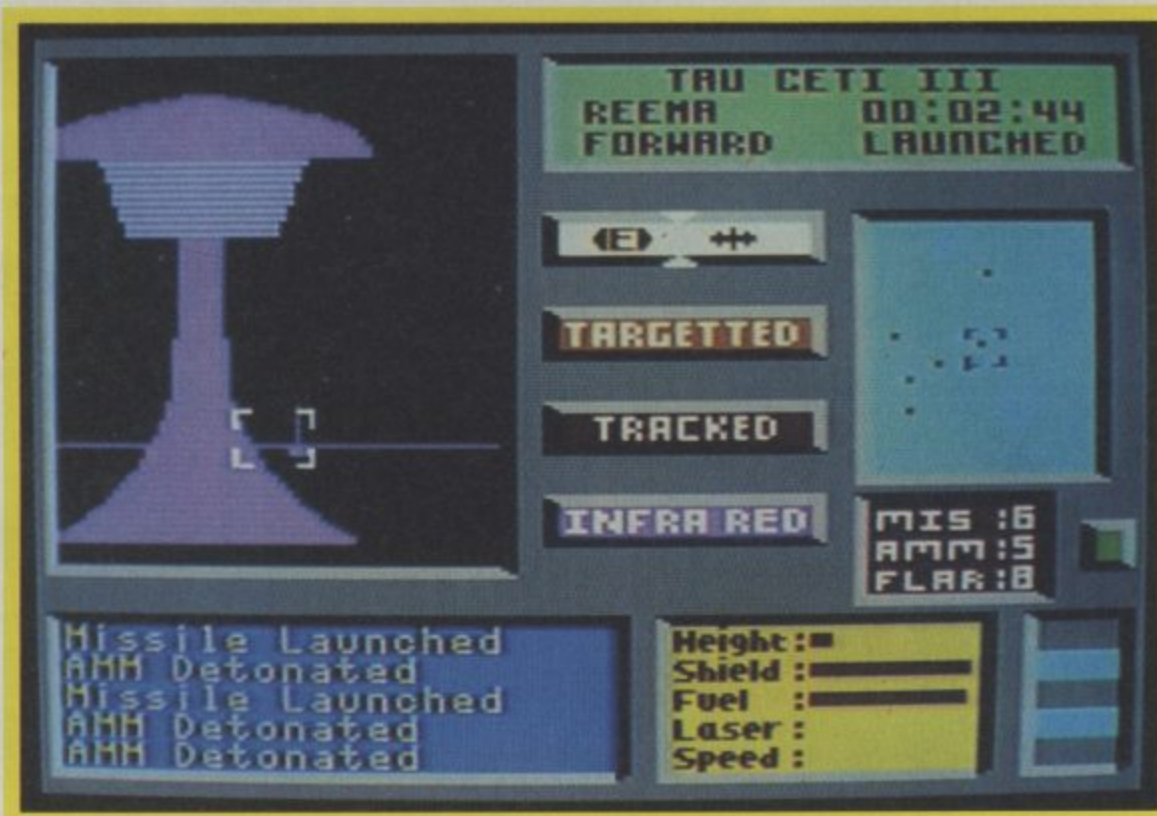 TAU CETI III
REEMA 00:02:44
FORWARD LAUNCHED
E
TARGETTED
TRACKED
INFRA RED
MIS :6
AMM:5
FLAR:8
Missile Launched
AMM Detonated
Missile Launched
AMM Detonated
AMM Detonated
Height:
Shield:
Fuel :
Laser:
Speed: